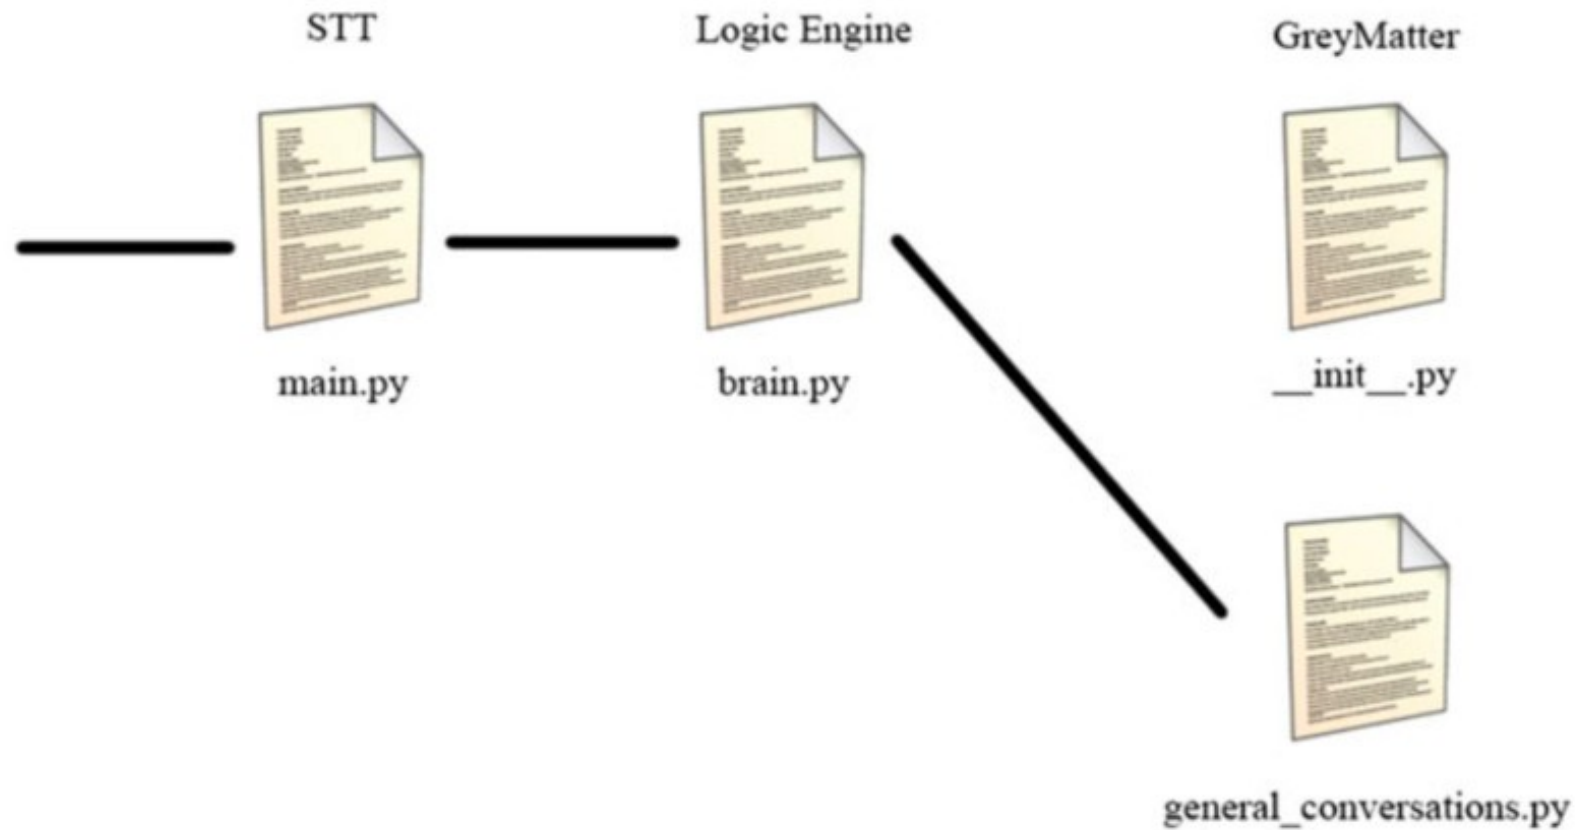 STT
Logic Engine
GreyMatter
main.py
brain.py
__init__.py
general_conversations.py